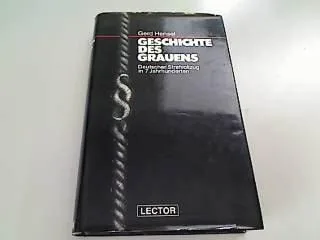 Gerd Hensel
GESCHICHTE
DES
GRAUENS
Deutscher Strafvollzug
in 7 Jahrhunderten
§
LECTOR